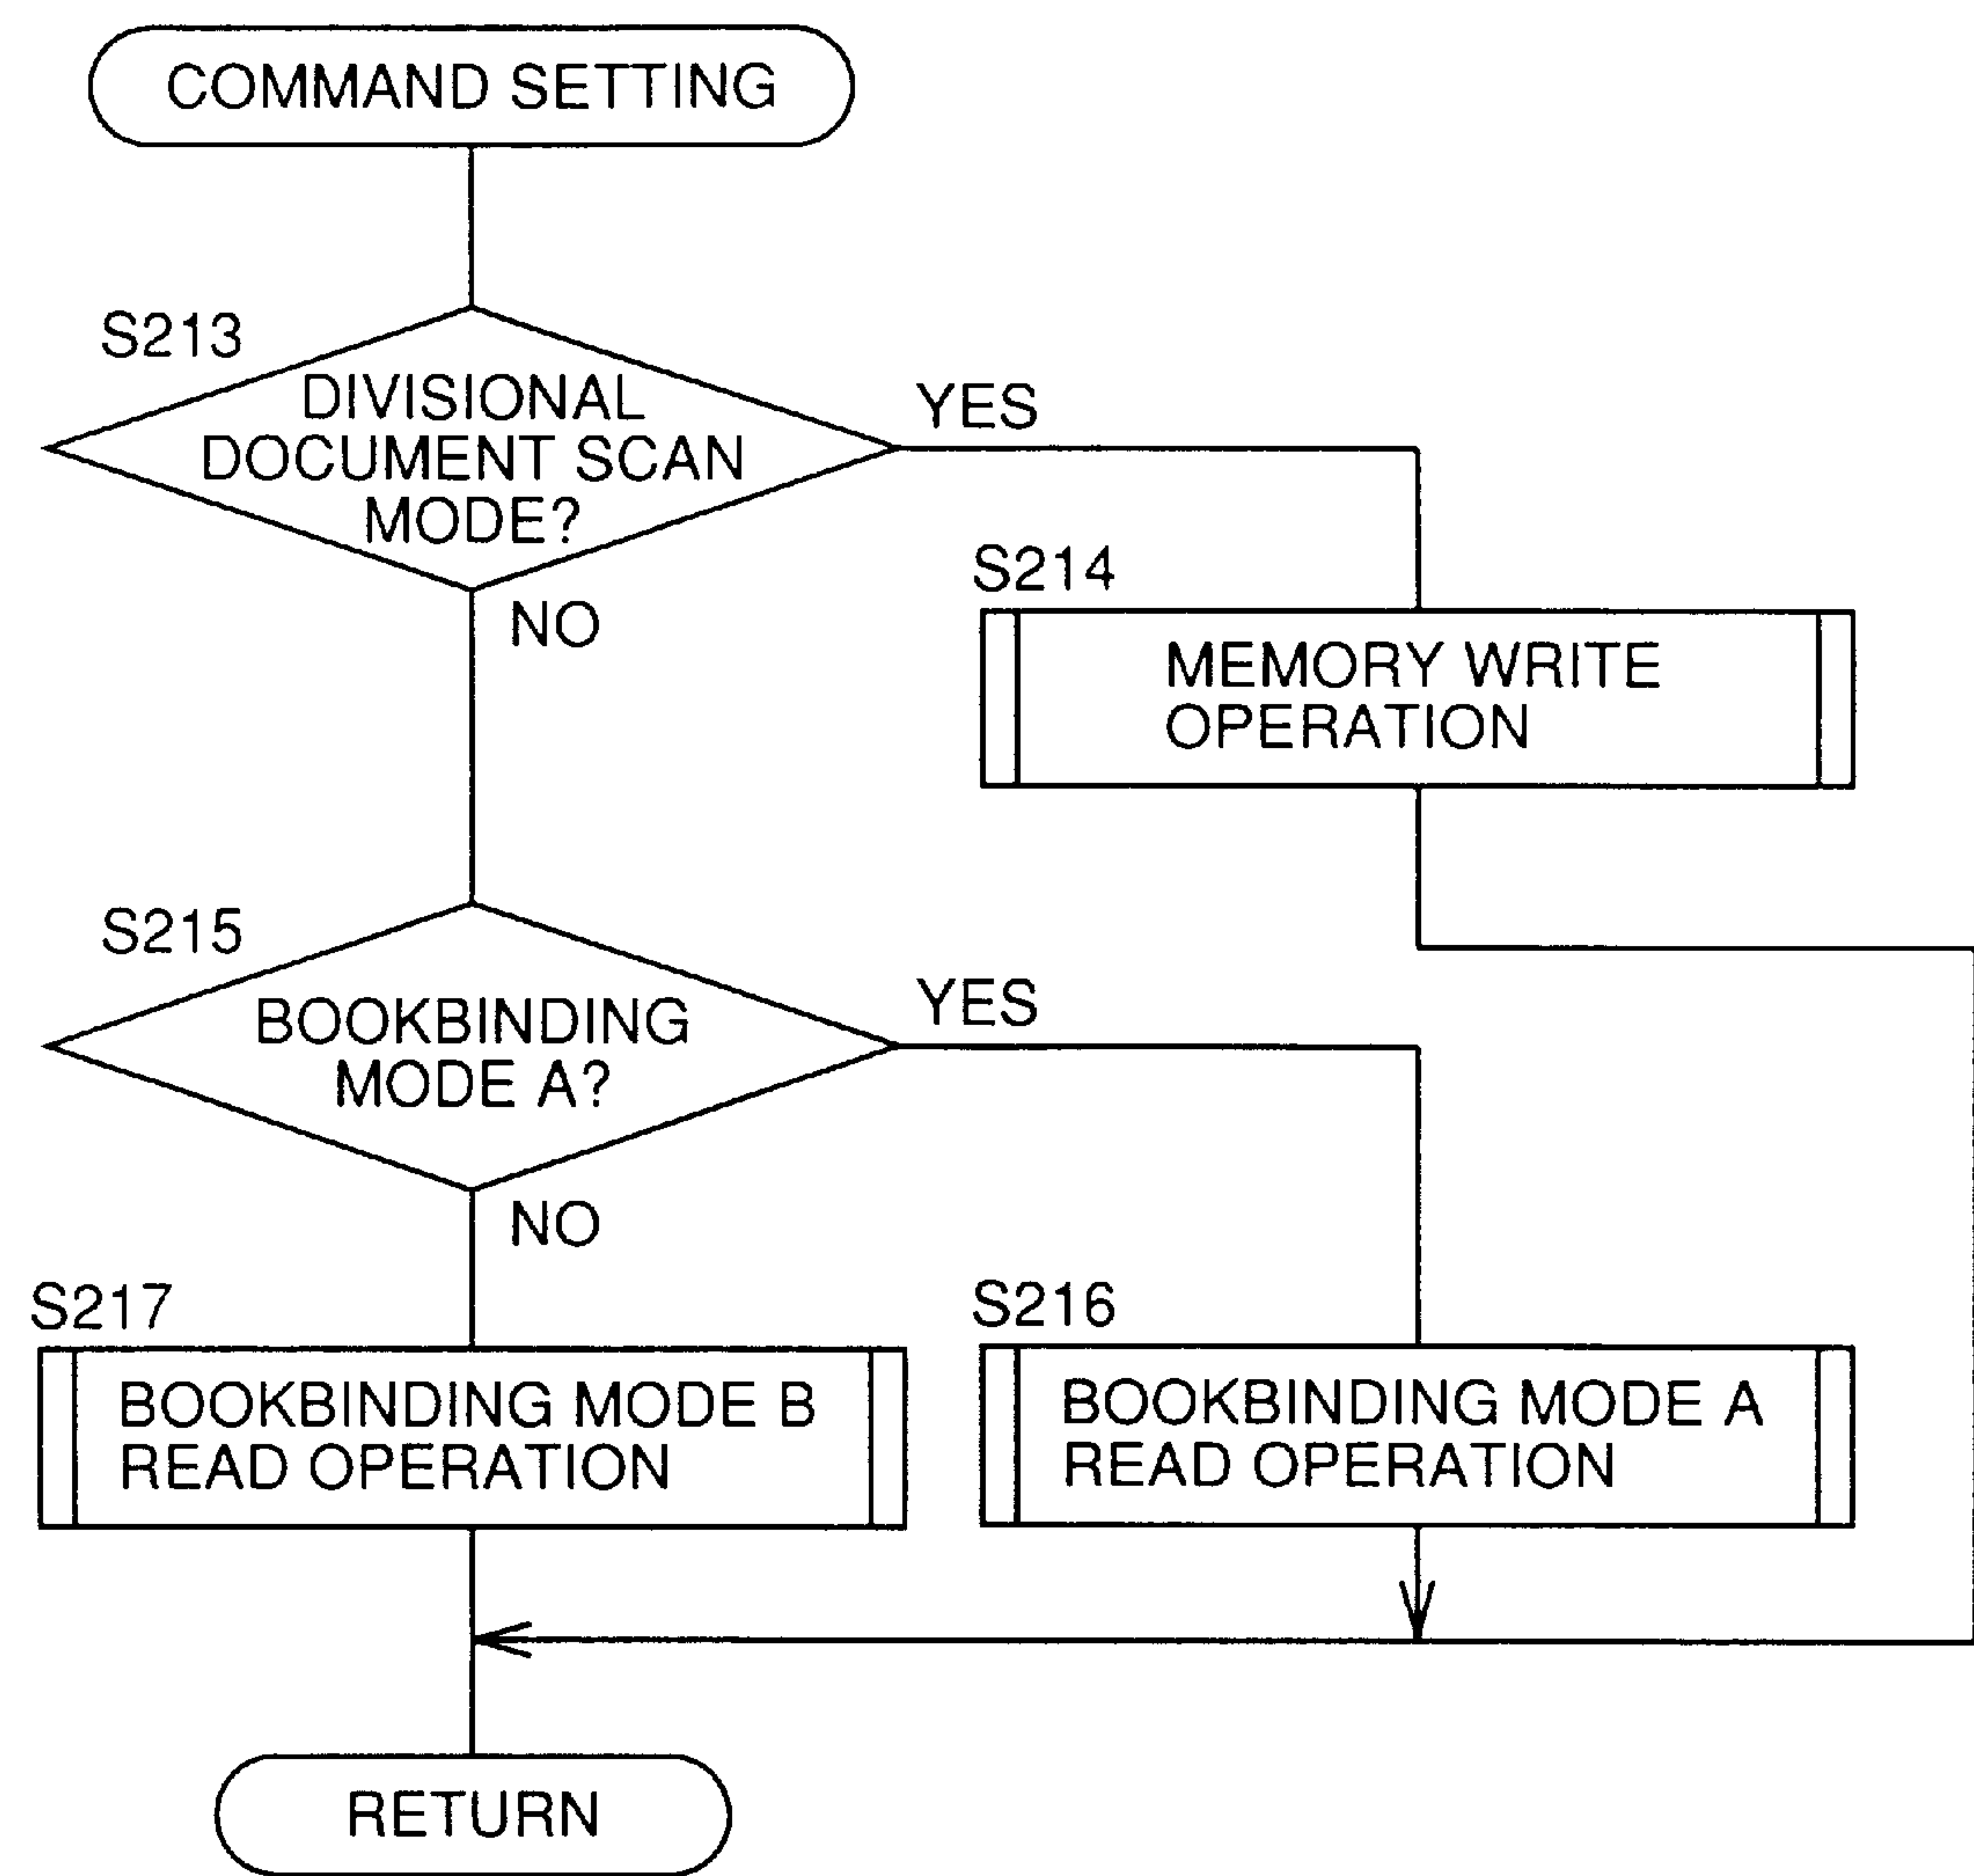 COMMAND SETTING
S213
DIVISIONAL
DOCUMENT SCAN
MODE?
YES
NO
S214
MEMORY WRITE
OPERATION
S215
BOOKBINDING
MODE A?
YES
NO
S217
BOOKBINDING MODE B
READ OPERATION
S216
BOOKBINDING MODE A
READ OPERATION
RETURN